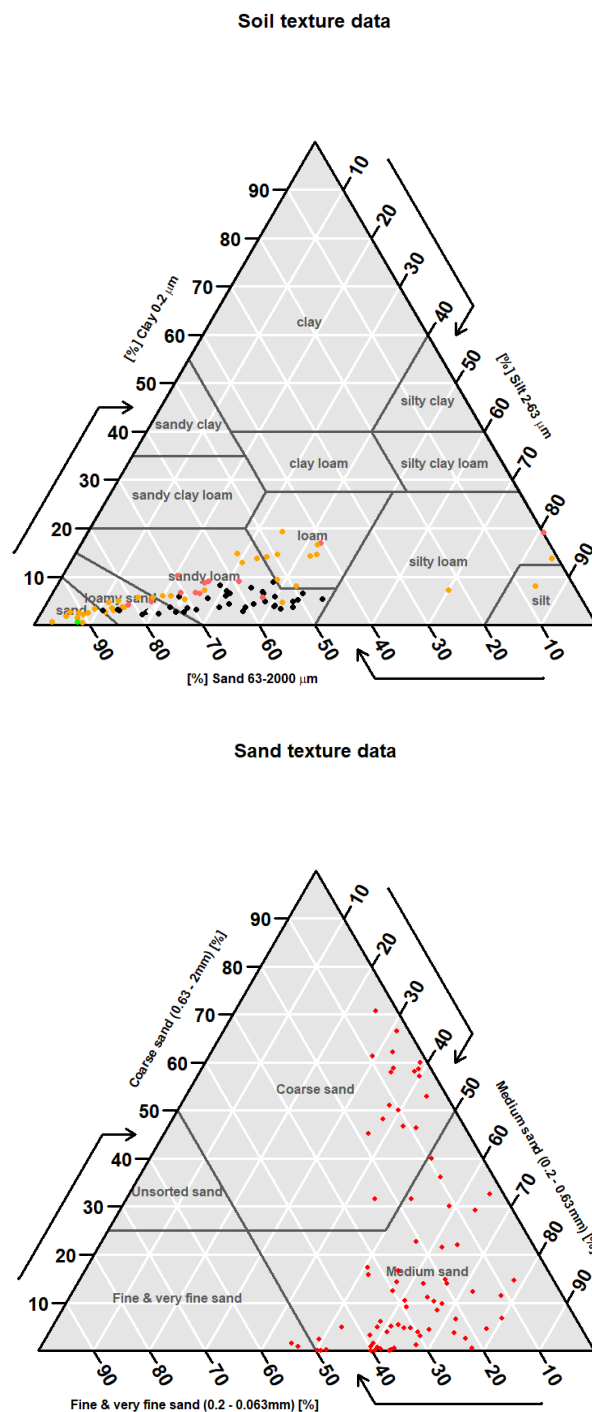 Soil texture data
10
90
20
80
30
70
40
clay
60
50
50
silty clay
60
sandy clay
40
70
clay loam
silty clay loam
30
80
sandy clay loam
20
loam
90
silty loam
sandy loam
10
silt
loamy sand
sand
90
80
70
60
50
40
30
20
10
[%] Clay 0-2 μm
[%] Silt 2-63 μm
[%] Sand 63-2000 μm
Sand texture data
10
90
20
80
30
70
40
60
50
Coarse sand
50
60
40
70
Unsorted sand
30
80
20
Medium sand
90
Fine & very fine sand
10
90
80
70
60
50
40
30
20
10
Coarse sand (0.63 - 2mm) [%]
Medium sand (0.2 - 0.63mm) [%]
Fine & very fine sand (0.2 - 0.063mm) [%]